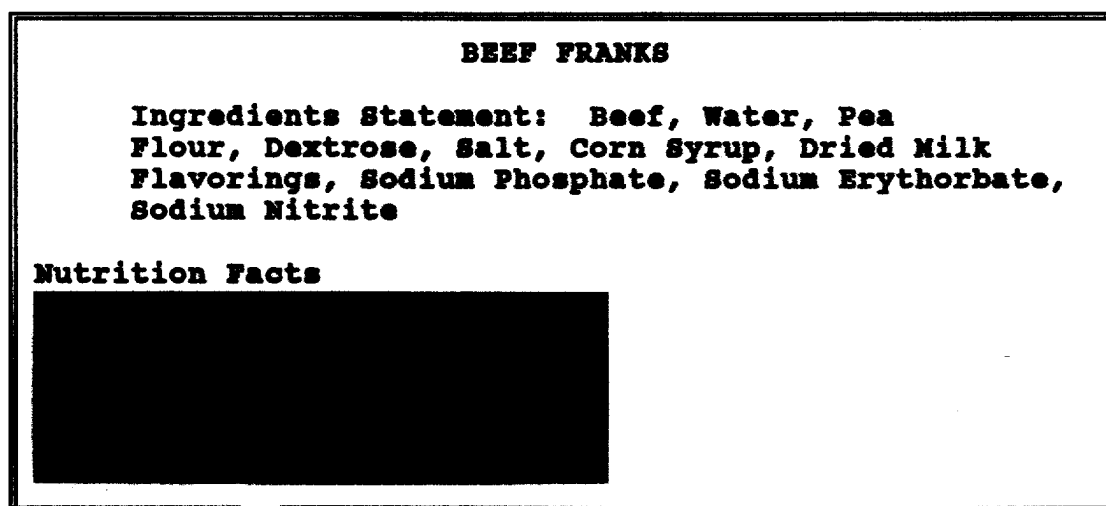 BEEF FRANKS
Ingredients Statement: Beef, Water, Pea
Flour, Dextrose, Salt, Corn Syrup, Dried Milk
Flavorings, Sodium Phosphate, Sodium Erythorbate,
Sodium Nitrite
Nutrition Facts